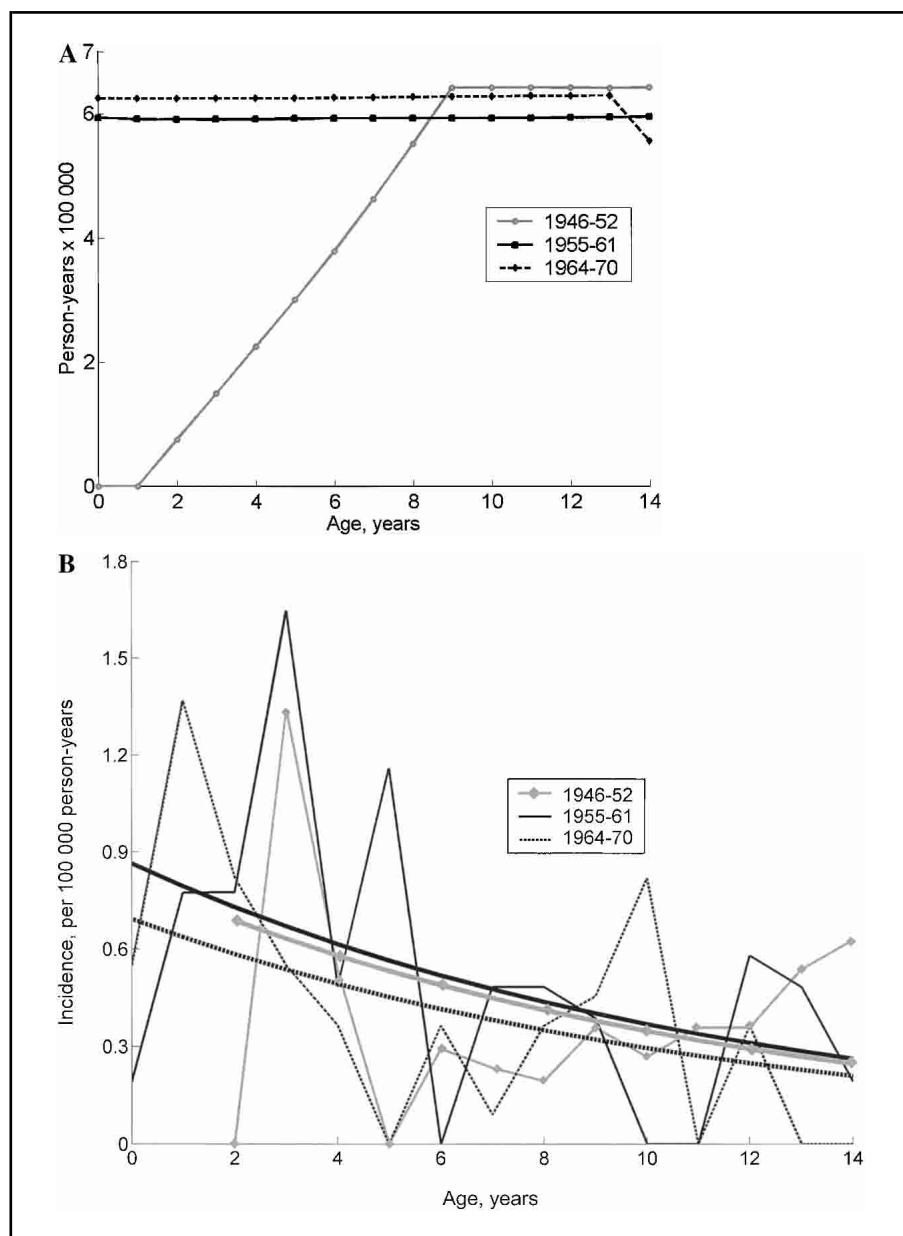 A
7
6
4
2
0
Person-years x 100 000
1946-52
1955-61
1964-70
0 2 4 6 8 10 12 14
Age, years
B
1.8
1.5
1.2
0.9
0.6
0.3
0
Incidence, per 100 000 person-years
1946-52
1955-61
1964-70
0 2 4 6 8 10 12 14
Age, years